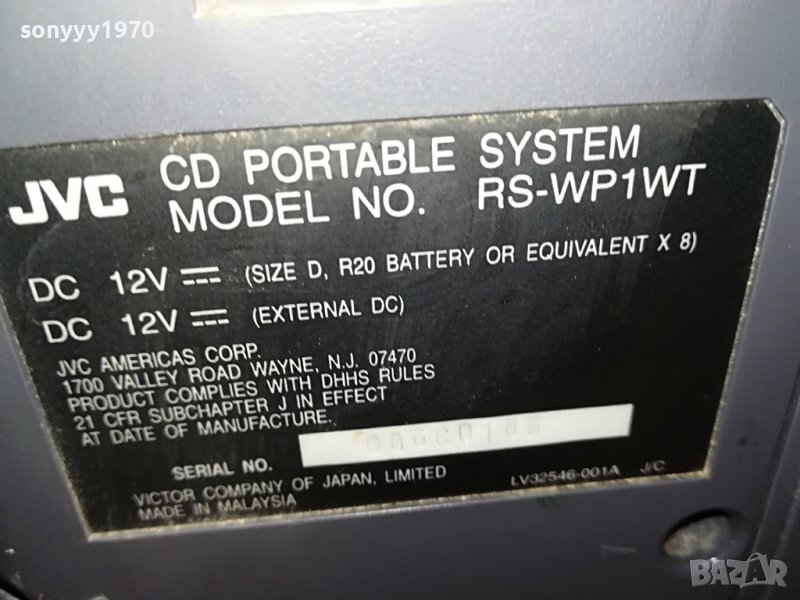 sonyyy1970
JVC CD PORTABLE SYSTEM
MODEL NO. RS-WP1WT
DC 12V (SIZE D, R20 BATTERY OR EQUIVALENT X 8)
DC 12V (EXTERNAL DC)
JVC AMERICAS CORP.
1700 VALLEY ROAD WAYNE, N.J. 07470
PRODUCT COMPLIES WITH DHHS RULES
21 CFR SUBCHAPTER J IN EFFECT
AT DATE OF MANUFACTURE.
SERIAL NO. 086C0185
VICTOR COMPANY OF JAPAN, LIMITED
MADE IN MALAYSIA
LV32546-001A J/C
BAZAR